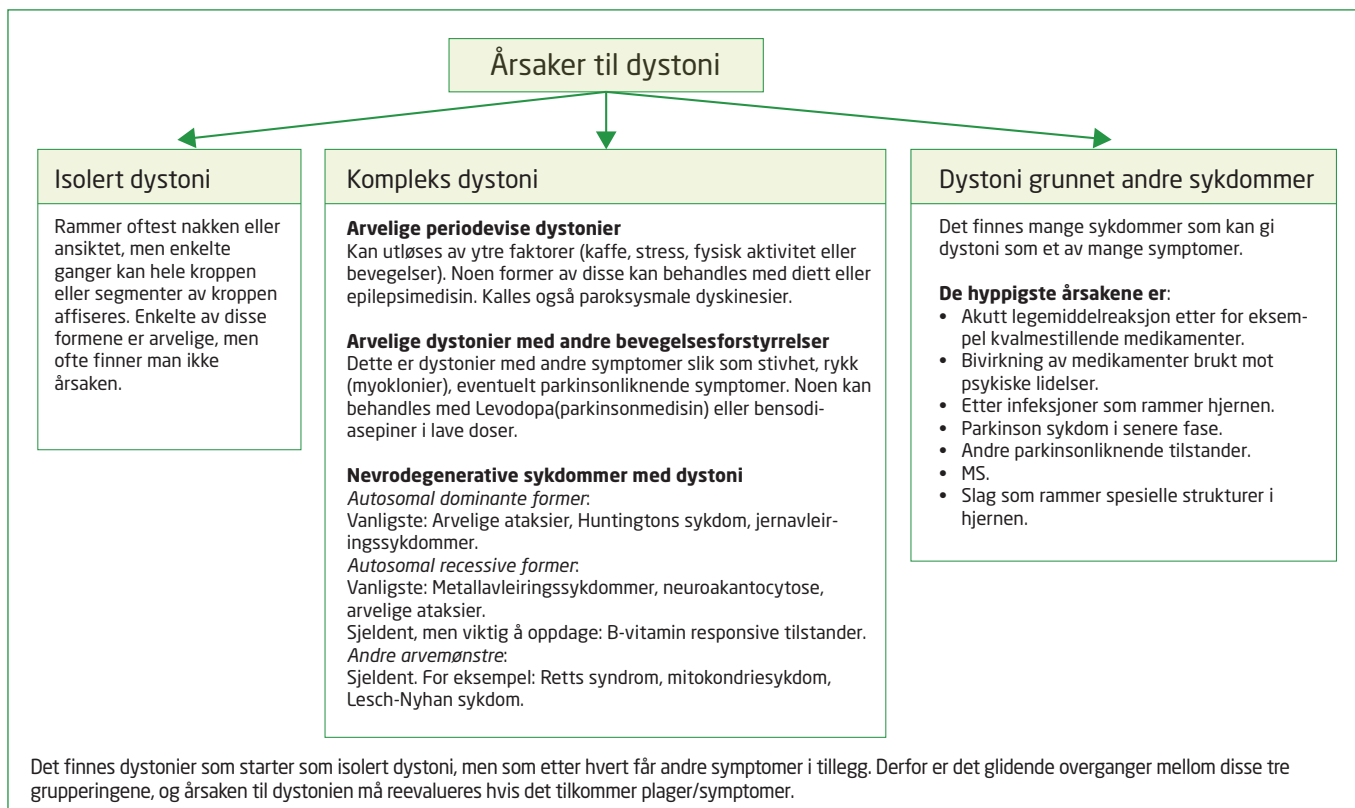 Årsaker til dystoni
Isolert dystoni
Rammer oftest nakken eller
ansiktet, men enkelte
ganger kan hele kroppen
eller segmenter av kroppen
affiseres. Enkelte av disse
formene er arvelige, men
ofte finner man ikke
årsaken.
Kompleks dystoni
Arvelige periodevise dystonier
Kan utløses av ytre faktorer (kaffe, stress, fysisk aktivitet eller
bevegelser). Noen former av disse kan behandles med diett eller
epilepsimedisin. Kalles også paroksysmale dyskinesier.
Arvelige dystonier med andre bevegelsesforstyrrelser
Dette er dystonier med andre symptomer slik som stivhet, rykk
(myoklonier), eventuelt parkinsonliknende symptomer. Noen kan
behandles med Levodopa(parkinsonmedisin) eller bensodi-
asepiner i lave doser.
Nevrodegenerative sykdommer med dystoni
Autosomal dominante former:
Vanligste: Arvelige ataksier, Huntingtons sykdom, jernavleir-
ingssykdommer.
Autosomal recessive former:
Vanligste: Metallavleiringssykdommer, neuroakantocytose,
arvelige ataksier.
Sjeldent, men viktig å oppdage: B-vitamin responsive tilstander.
Andre arvemønstre:
Sjeldent. For eksempel: Retts syndrom, mitokondriesykdom,
Lesch-Nyhan sykdom.
Dystoni grunnet andre sykdommer
Det finnes mange sykdommer som kan gi
dystoni som et av mange symptomer.
De hyppigste årsakene er:
• Akutt legemiddelreaksjon etter for eksem-
pel kvalmestillende medikamenter.
• Bivirkning av medikamenter brukt mot
psykiske lidelser.
• Etter infeksjoner som rammer hjernen.
• Parkinson sykdom i senere fase.
• Andre parkinsonliknende tilstander.
• MS.
• Slag som rammer spesielle strukturer i
hjernen.
Det finnes dystonier som starter som isolert dystoni, men som etter hvert får andre symptomer i tillegg. Derfor er det glidende overganger mellom disse tre
grupperingene, og årsaken til dystonien må reevalueres hvis det tilkommer plager/symptomer.